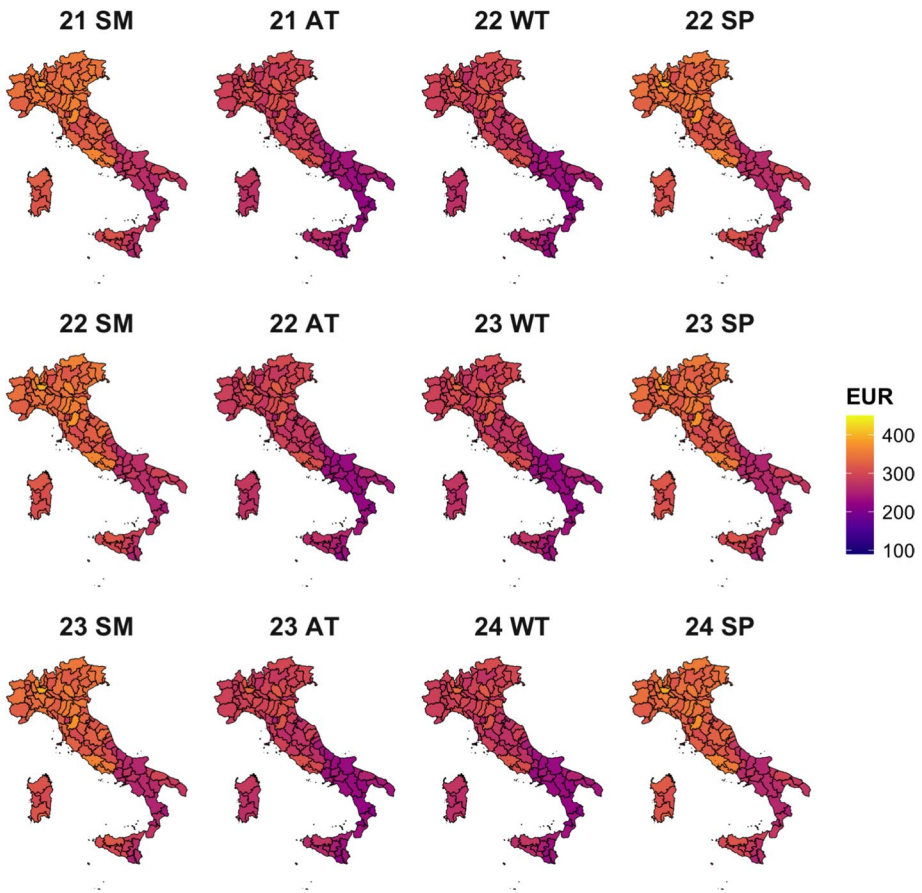 21 SM
21 AT
22 WT
22 SP
22 SM
22 AT
23 WT
23 SP
EUR
400
300
200
100
23 SM
23 AT
24 WT
24 SP